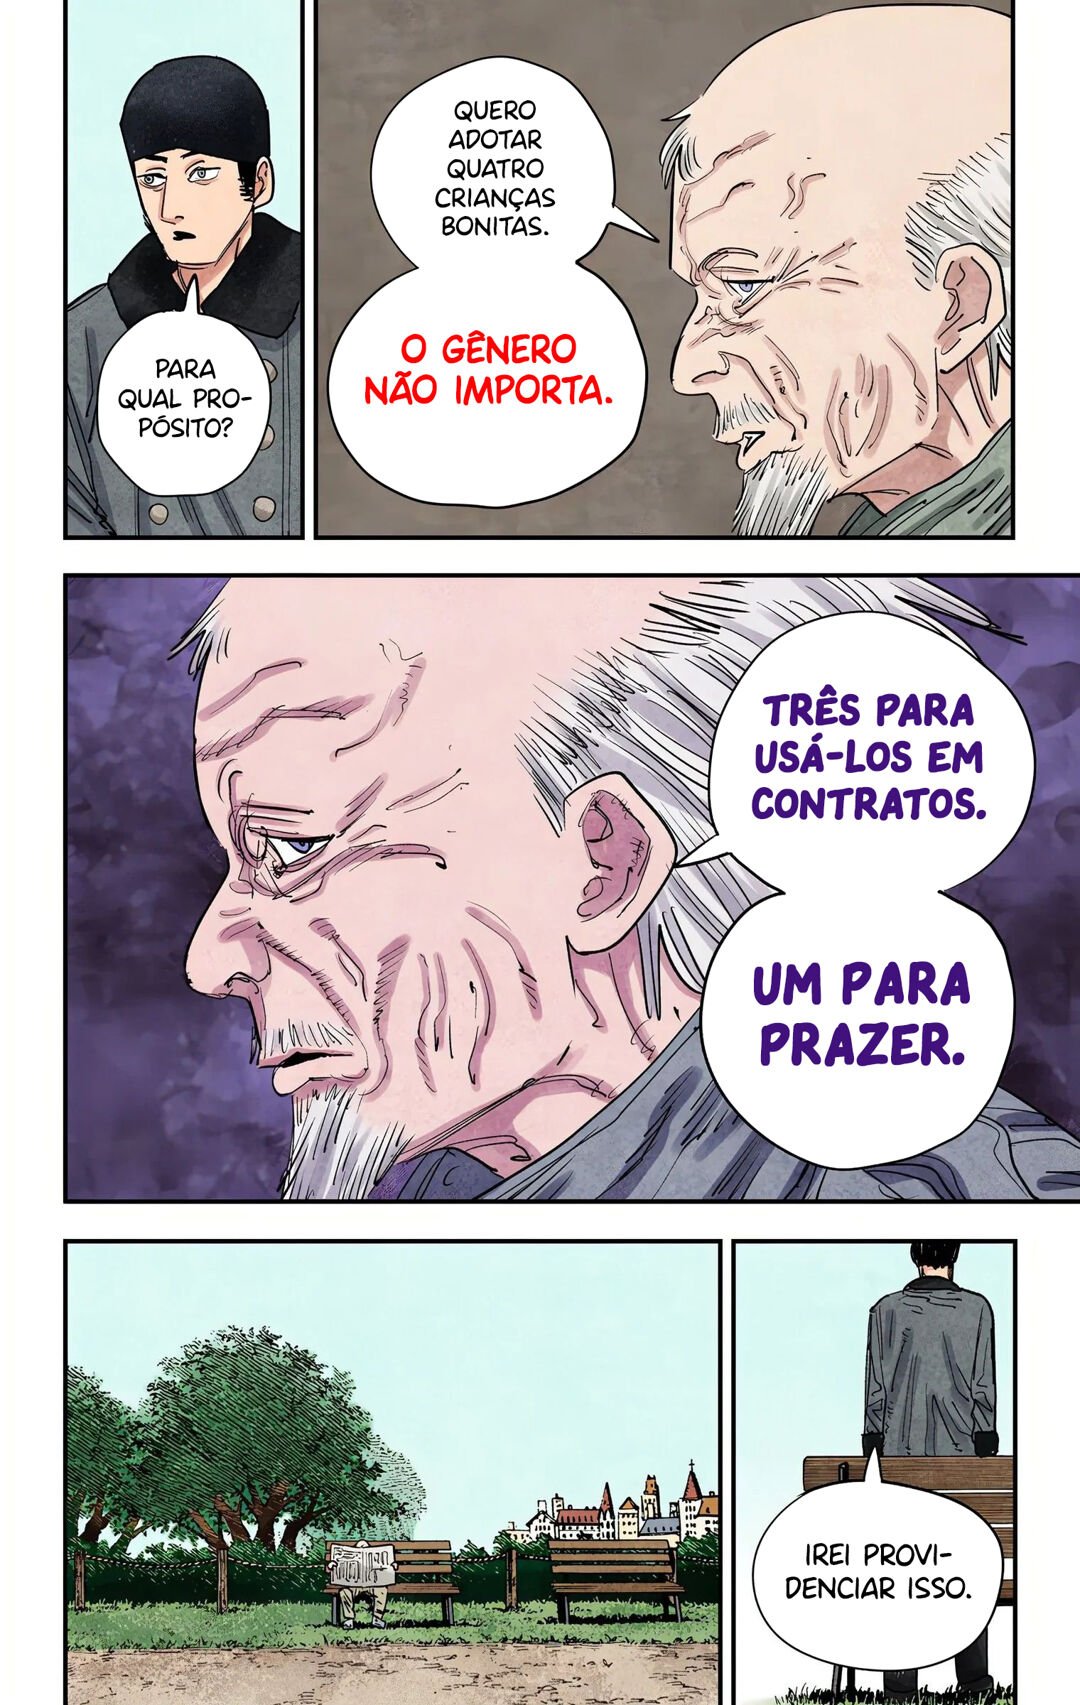 QUERO
ADOTAR
QUATRO
CRIANÇAS
BONITAS.
O GÊNERO
NÃO IMPORTA.
PARA
QUAL PRO-
PÓSITO?
TRÊS PARA
USÁ-LOS EM
CONTRATOS.
UM PARA
PRAZER.
IREI PROVI-
DENCIAR ISSO.